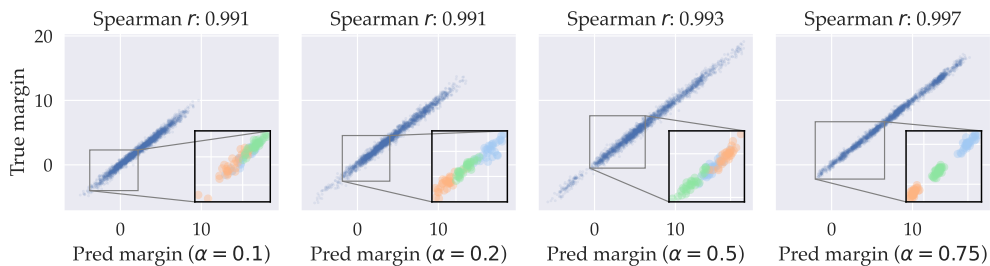 Spearman r: 0.991
Spearman r: 0.991
Spearman r: 0.993
Spearman r: 0.997
True margin
20
10
0
0
10
0
10
0
10
0
10
Pred margin (α = 0.1)
Pred margin (α = 0.2)
Pred margin (α = 0.5)
Pred margin (α = 0.75)